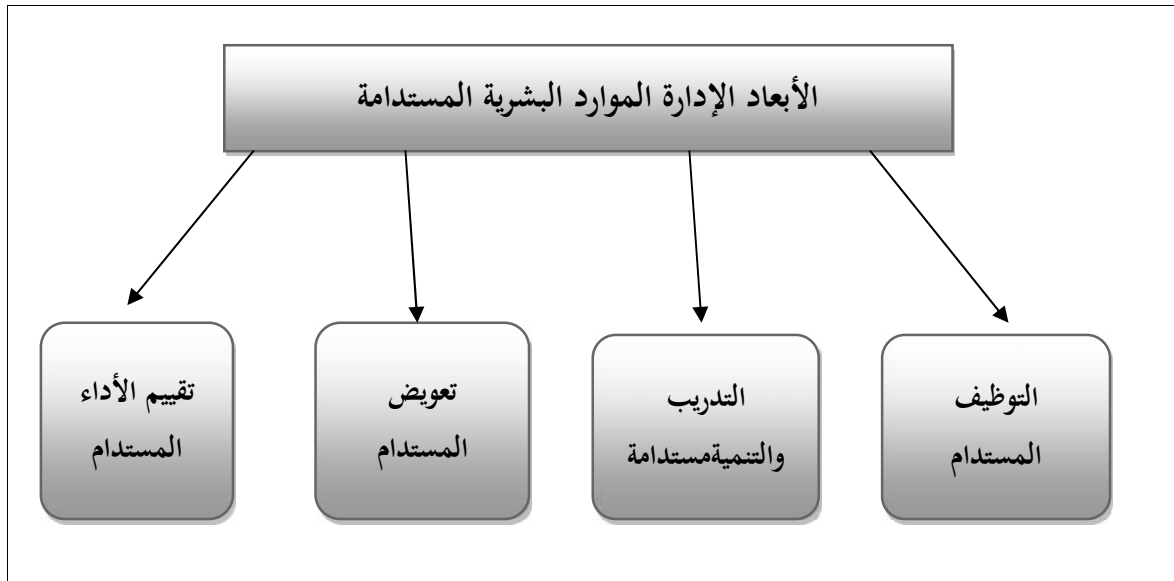 الأبعاد الإدارة الموارد البشرية المستدامة
التوظيف
المستدام
التدريب
والتنميةمستدامة
تعويض
المستدام
تقييم الأداء
المستدام